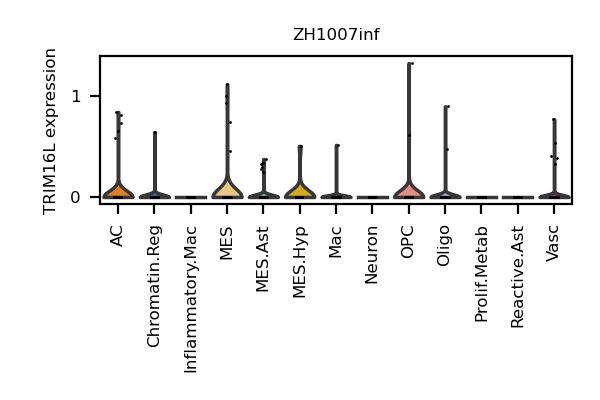 ZH1007inf
TRIM16L expression
1
0
AC
Chromatin.Reg
Inflammatory.Mac
MES
MES.Ast
MES.Hyp
Mac
Neuron
OPC
Oligo
Prolif.Metab
Reactive.Ast
Vasc